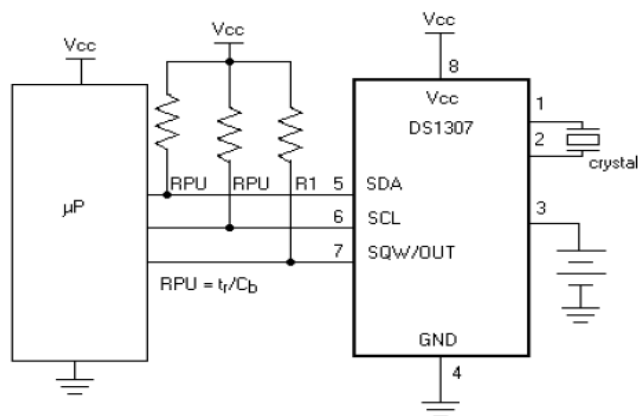 Vcc
Vcc
Vcc
8
Vcc
1
DS1307
2
crystal
RPU RPU R1 5 SDA
µP
3
6 SCL
7 SQW/OUT
RPU = tr/Cb
GND
4